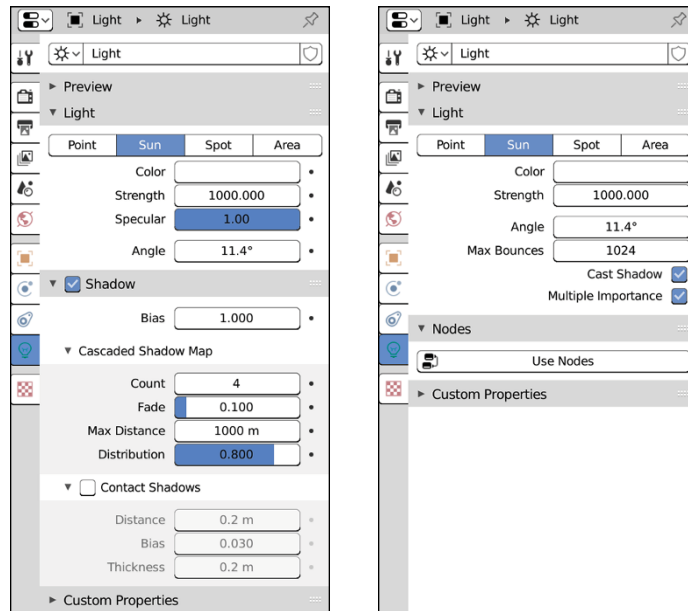 Light Light
Light
Preview
Light
Point Sun Spot Area
Color
Strength 1000.000
Specular 1.00
Angle 11.4°
Shadow
Bias 1.000
Cascaded Shadow Map
Count 4
Fade 0.100
Max Distance 1000 m
Distribution 0.800
Contact Shadows
Distance 0.2 m
Bias 0.030
Thickness 0.2 m
Custom Properties
Light Light
Light
Preview
Light
Point Sun Spot Area
Color
Strength 1000.000
Angle 11.4°
Max Bounces 1024
Cast Shadow
Multiple Importance
Nodes
Use Nodes
Custom Properties